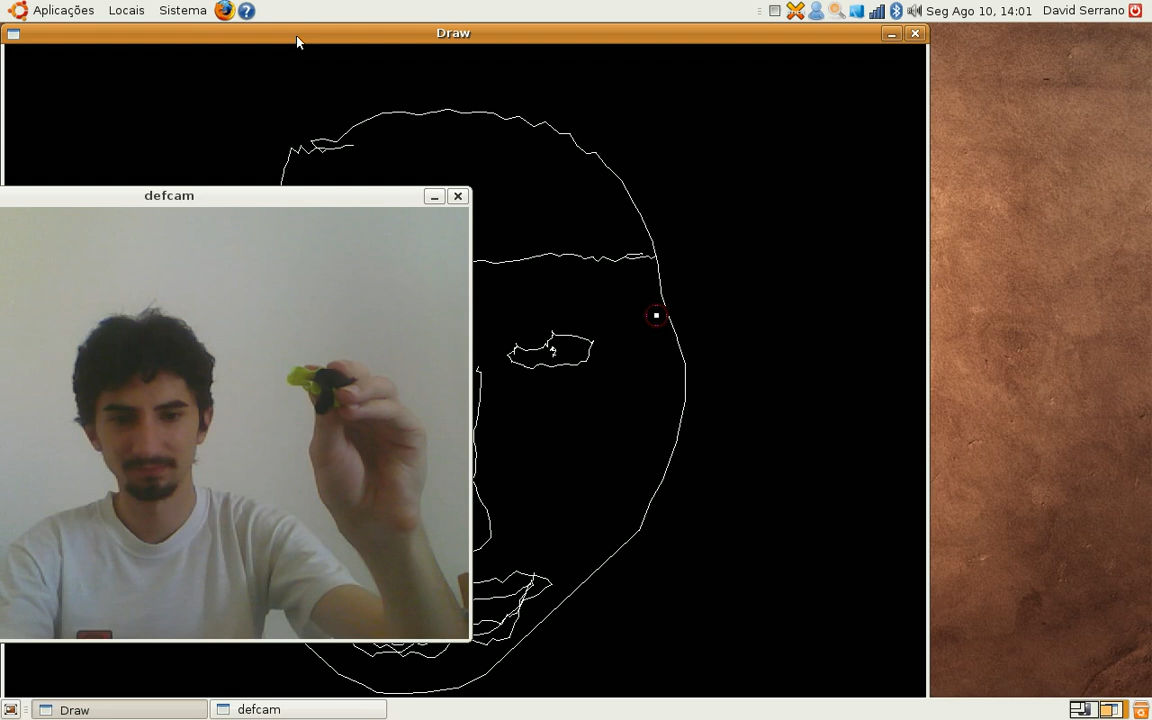 Aplicações Locais Sistema Seg Ago 10, 14:01 David Serrano
Draw
defcam
Draw defcam